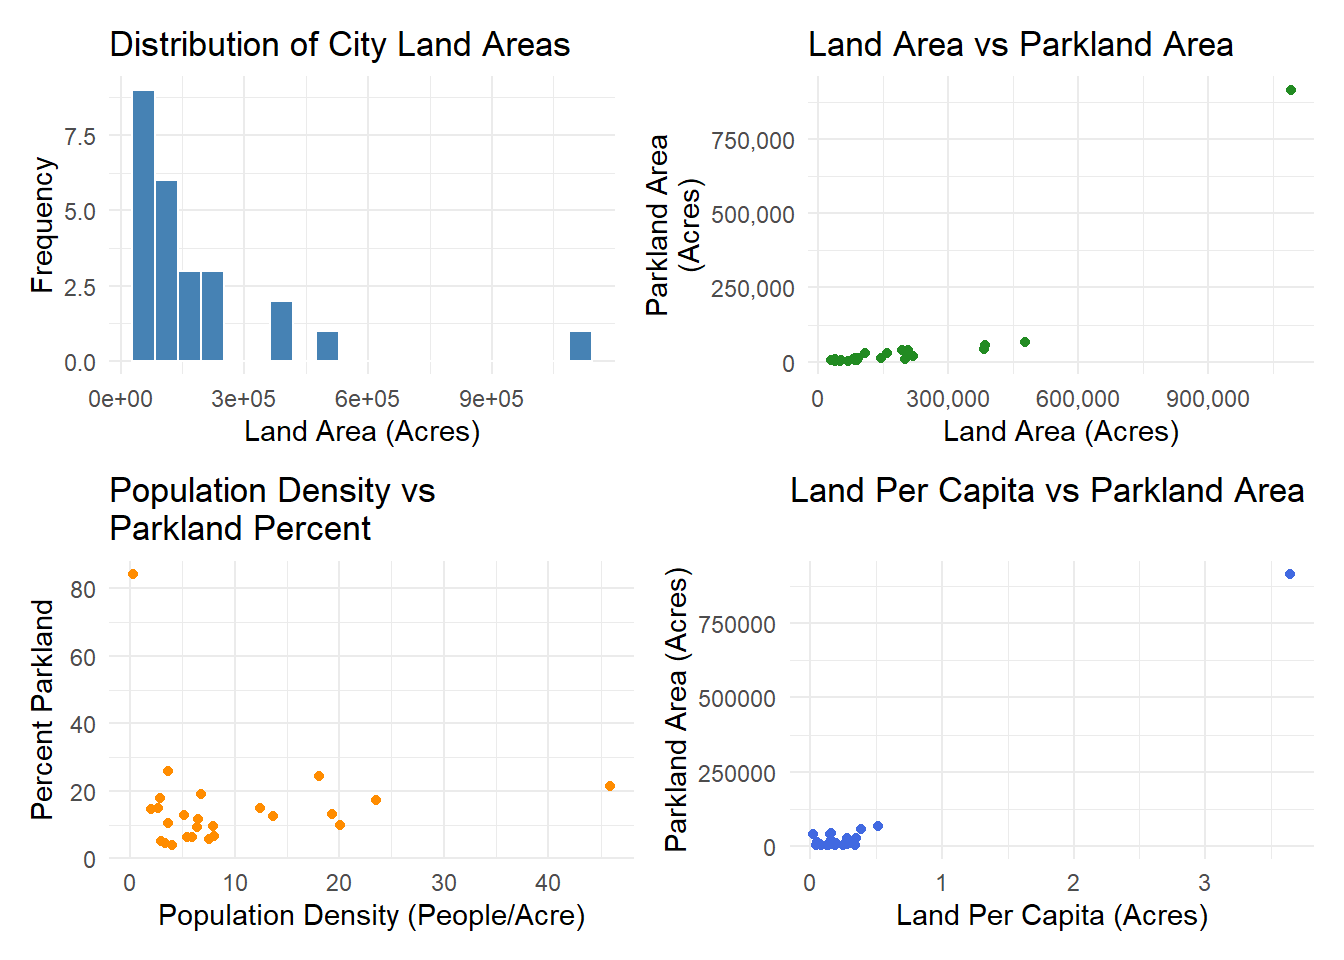 Distribution of City Land Areas
Frequency
7.5
5.0
2.5
0.0
0e+00 3e+05 6e+05 9e+05
Land Area (Acres)
Land Area vs Parkland Area
Parkland Area
(Acres)
750,000
500,000
250,000
0
0 300,000 600,000 900,000
Land Area (Acres)
Population Density vs
Parkland Percent
Percent Parkland
80
60
40
20
0
0 10 20 30 40
Population Density (People/Acre)
Land Per Capita vs Parkland Area
Parkland Area (Acres)
750000
500000
250000
0
0 1 2 3
Land Per Capita (Acres)